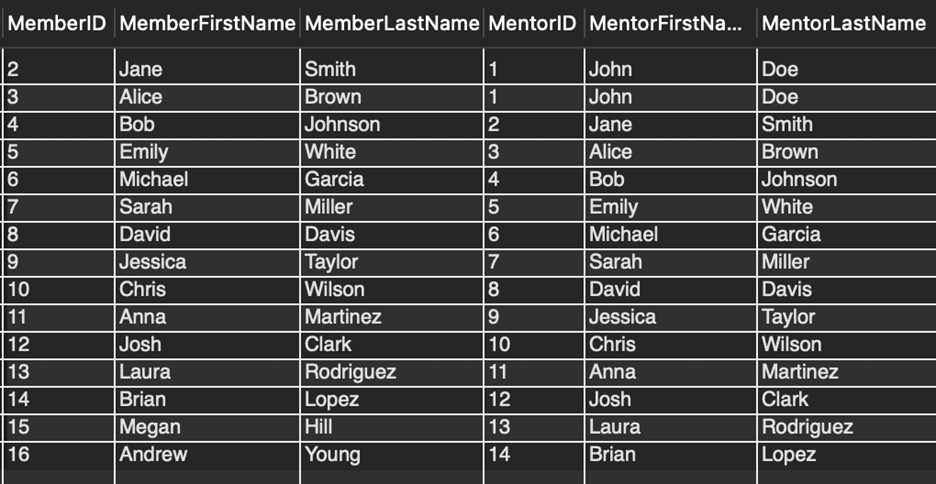 MemberID MemberFirstName MemberLastName MentorID MentorFirstNa... MentorLastName
2 Jane Smith 1 John Doe
3 Alice Brown 1 John Doe
4 Bob Johnson 2 Jane Smith
5 Emily White 3 Alice Brown
6 Michael Garcia 4 Bob Johnson
7 Sarah Miller 5 Emily White
8 David Davis 6 Michael Garcia
9 Jessica Taylor 7 Sarah Miller
10 Chris Wilson 8 David Davis
11 Anna Martinez 9 Jessica Taylor
12 Josh Clark 10 Chris Wilson
13 Laura Rodriguez 11 Anna Martinez
14 Brian Lopez 12 Josh Clark
15 Megan Hill 13 Laura Rodriguez
16 Andrew Young 14 Brian Lopez